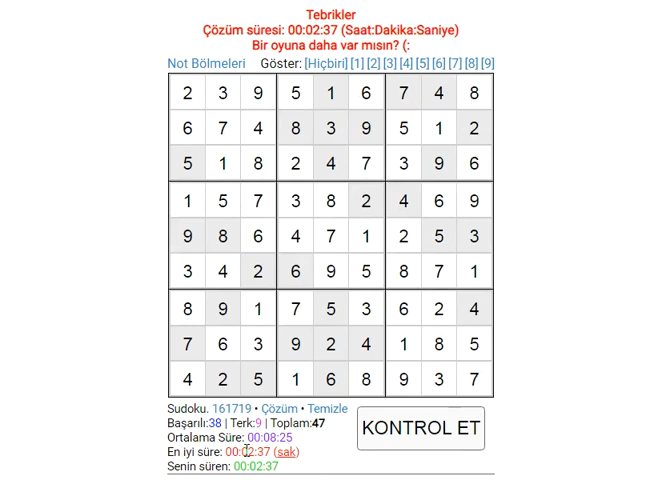 Tebrikler
Çözüm süresi: 00:02:37 (Saat:Dakika:Saniye)
Bir oyuna daha var mısın? (:
Not Bölmeleri Göster: [Hiçbiri] [1] [2] [3] [4] [5] [6] [7] [8] [9]
2 3 9 5 1 6 7 4 8
6 7 4 8 3 9 5 1 2
5 1 8 2 4 7 3 9 6
1 5 7 3 8 2 4 6 9
9 8 6 4 7 1 2 5 3
3 4 2 6 9 5 8 7 1
8 9 1 7 5 3 6 2 4
7 6 3 9 2 4 1 8 5
4 2 5 1 6 8 9 3 7
Sudoku. 161719 • Çözüm • Temizle
Başarılı:38 | Terk:9 | Toplam:47
Ortalama Süre: 00:08:25
En iyi süre: 00:02:37 (sak)
Senin süren: 00:02:37
KONTROL ET